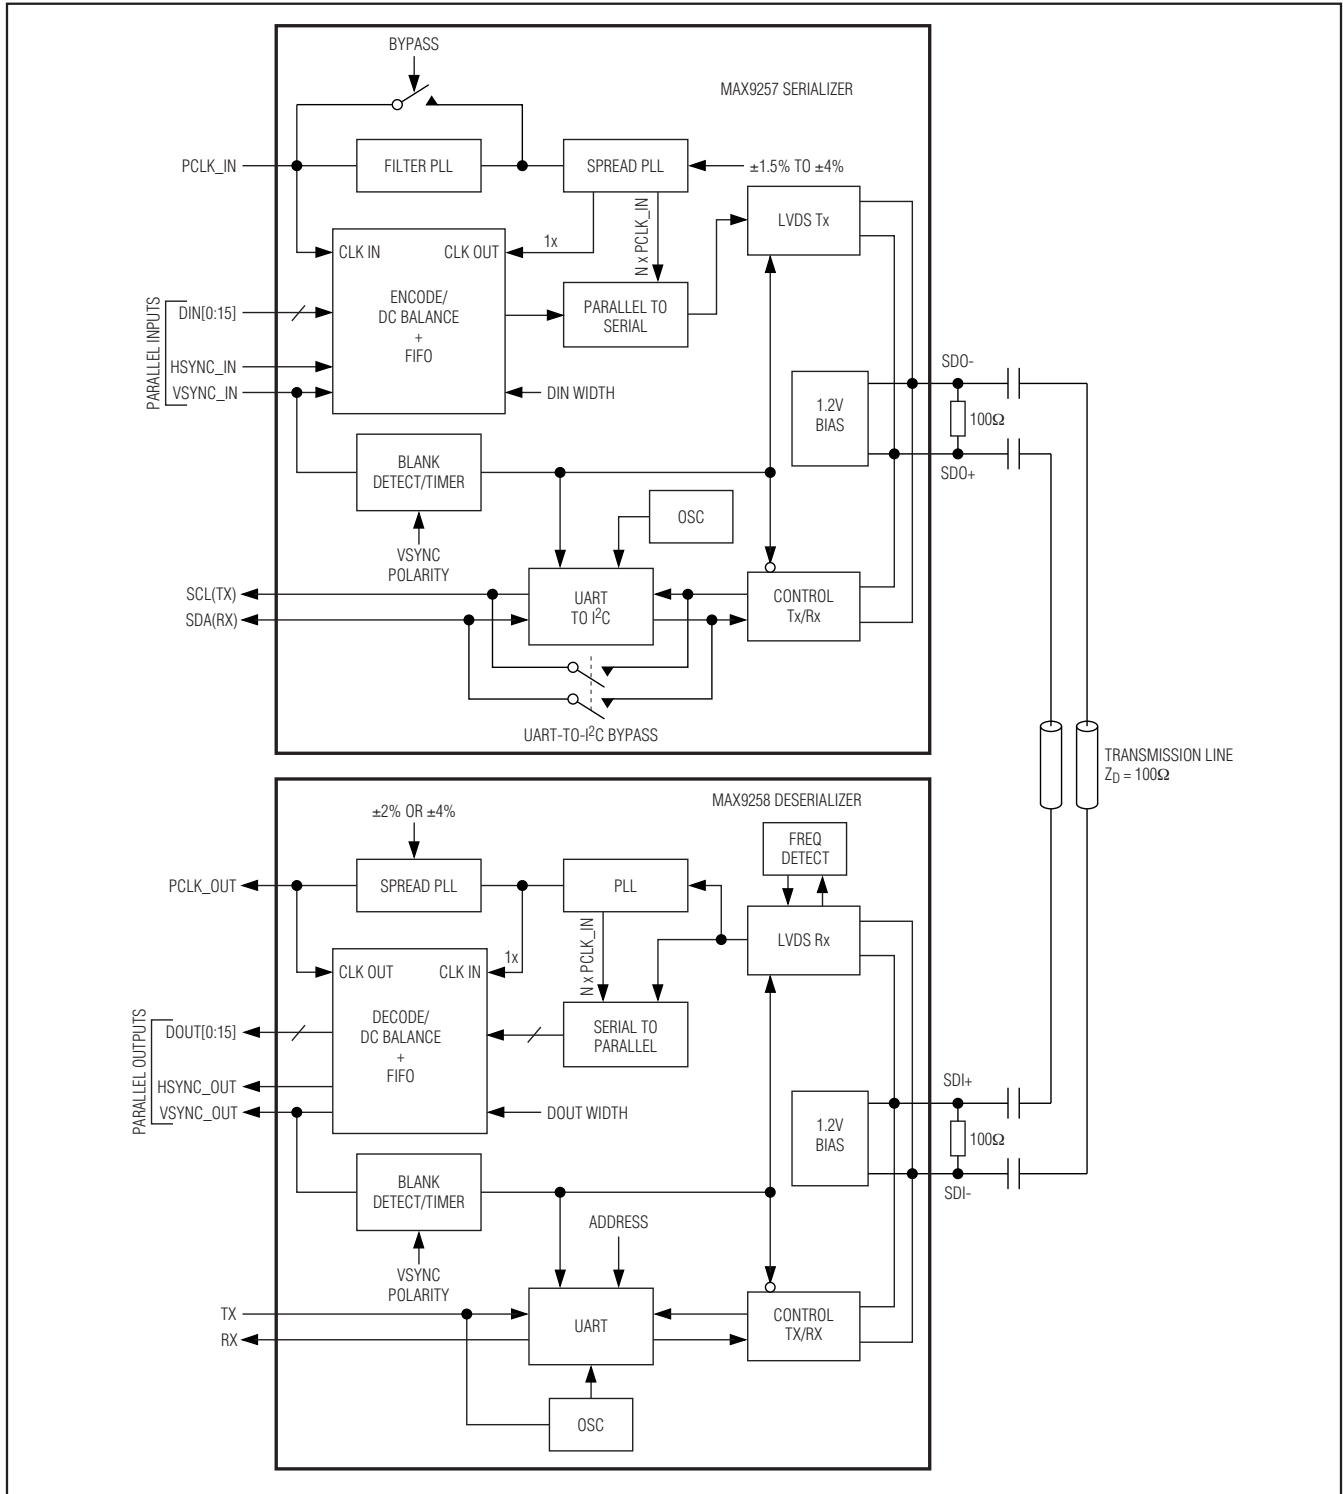 BYPASS
MAX9257 SERIALIZER
PCLK_IN
FILTER PLL
SPREAD PLL
±1.5% TO ±4%
LVDS Tx
N x PCLK_IN
1x
CLK IN
CLK OUT
ENCODE/
DC BALANCE
+
FIFO
PARALLEL INPUTS
DIN[0:15]
HSYNC_IN
VSYNC_IN
PARALLEL TO
SERIAL
DIN WIDTH
1.2V
BIAS
SDO-
100Ω
SDO+
BLANK
DETECT/TIMER
OSC
VSYNC
POLARITY
SCL(TX)
SDA(RX)
UART
TO I²C
CONTROL
Tx/Rx
UART-TO-I²C BYPASS
TRANSMISSION LINE
Z_D = 100Ω
MAX9258 DESERIALIZER
±2% OR ±4%
FREQ
DETECT
PCLK_OUT
SPREAD PLL
PLL
LVDS Rx
N x PCLK_IN
1x
CLK OUT
CLK IN
DECODE/
DC BALANCE
+
FIFO
PARALLEL OUTPUTS
DOUT[0:15]
HSYNC_OUT
VSYNC_OUT
SERIAL TO
PARALLEL
DOUT WIDTH
1.2V
BIAS
SDI+
100Ω
SDI-
BLANK
DETECT/TIMER
ADDRESS
VSYNC
POLARITY
TX
RX
UART
CONTROL
TX/RX
OSC